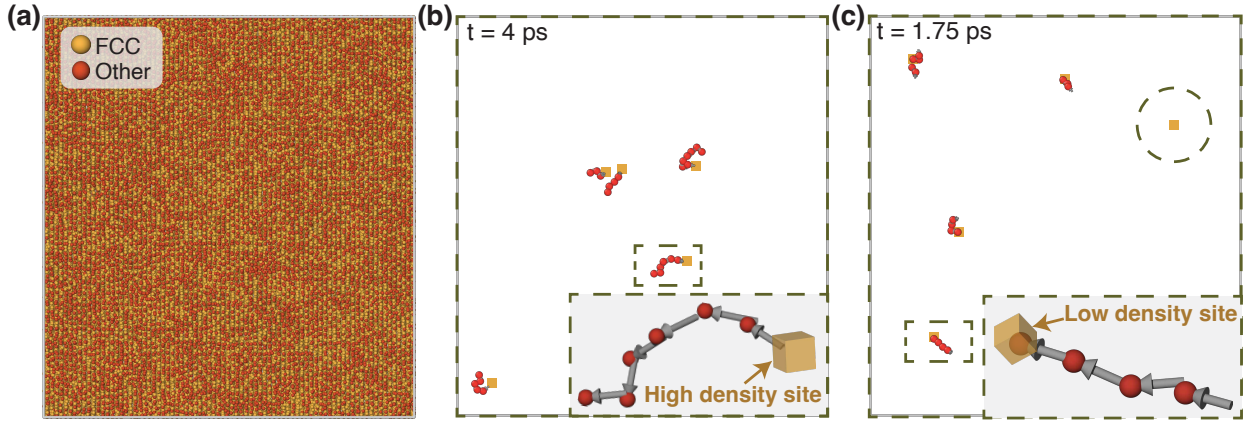 (a)
FCC
Other
(b)
t = 4 ps
High density site
(c)
t = 1.75 ps
Low density site